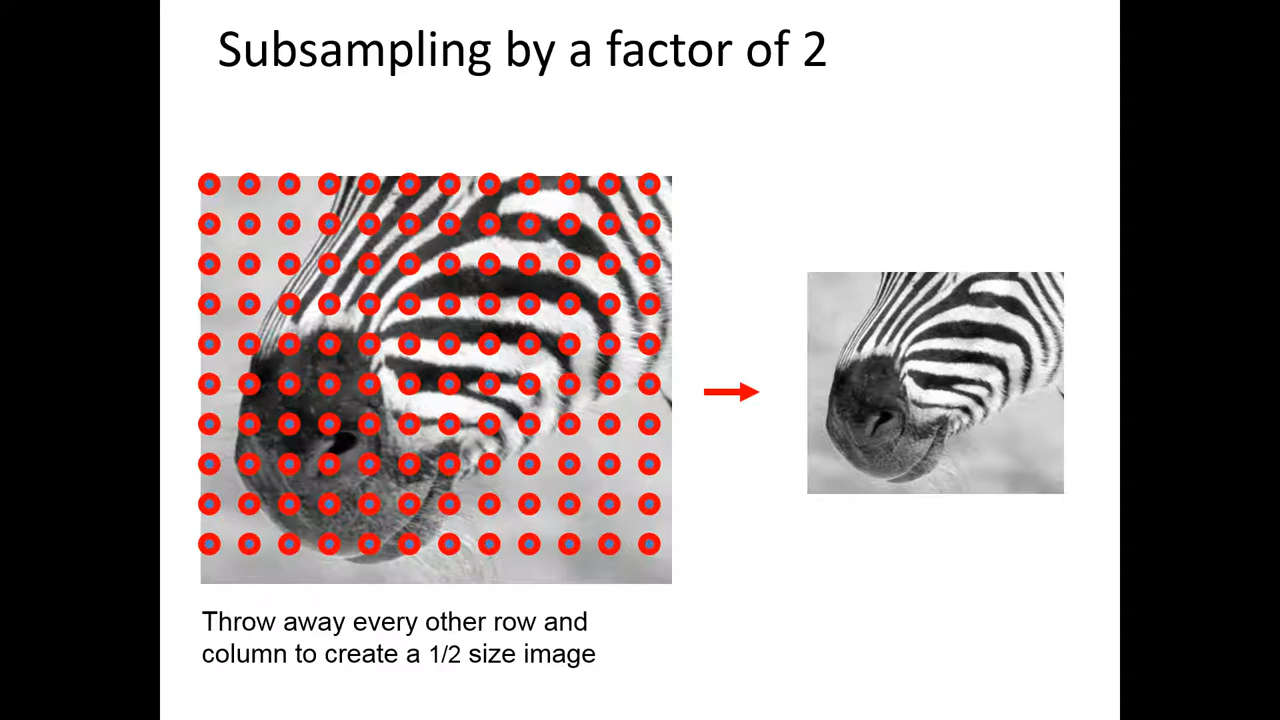 Subsampling by a factor of 2
Throw away every other row and
column to create a 1/2 size image